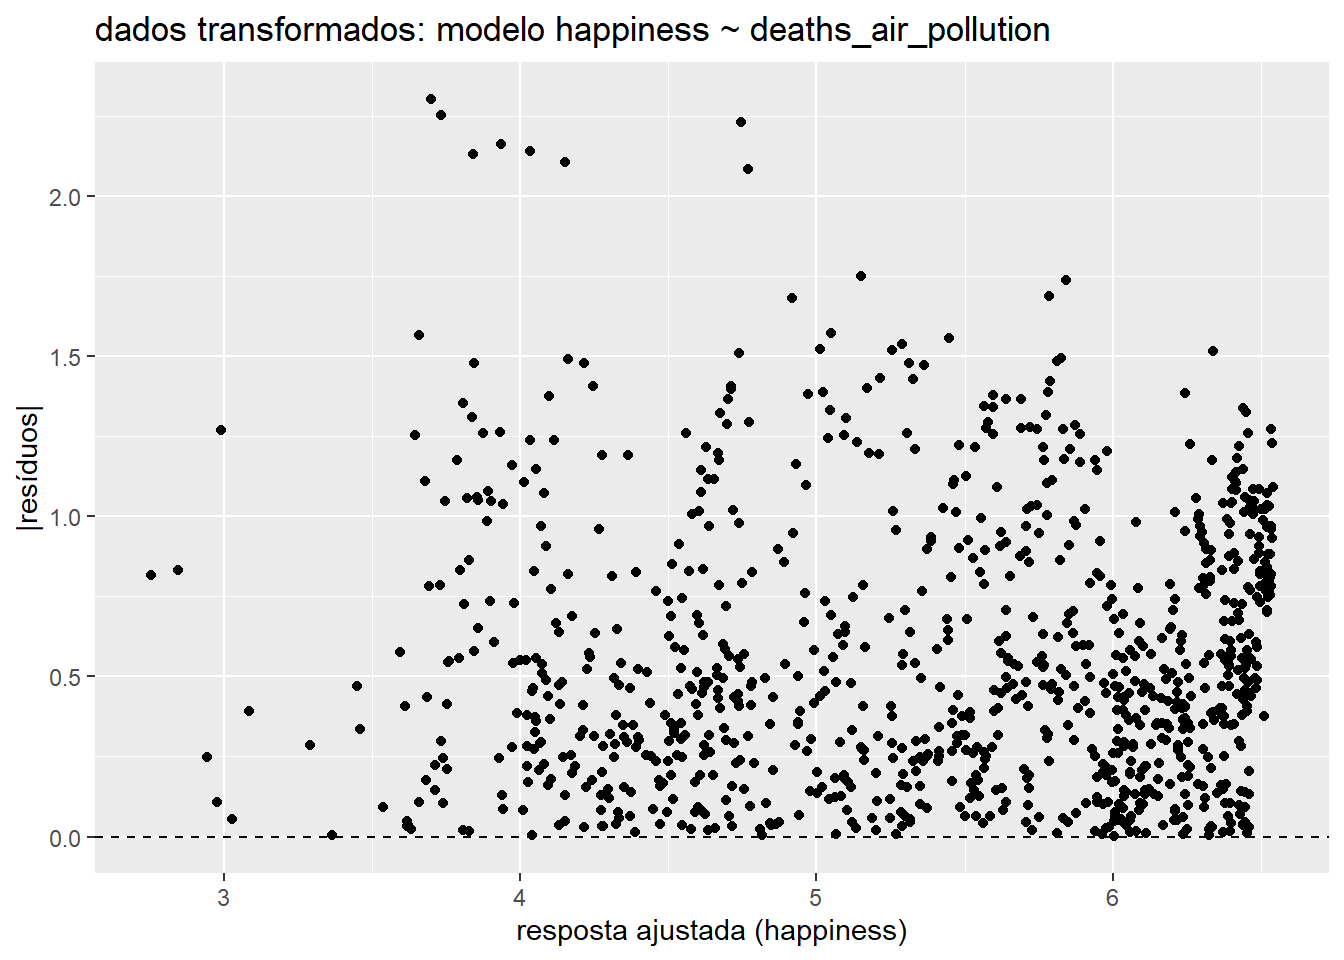 dados transformados: modelo happiness ~ deaths_air_pollution
|resíduos|
2.0
1.5
1.0
0.5
0.0
3 4 5 6
resposta ajustada (happiness)